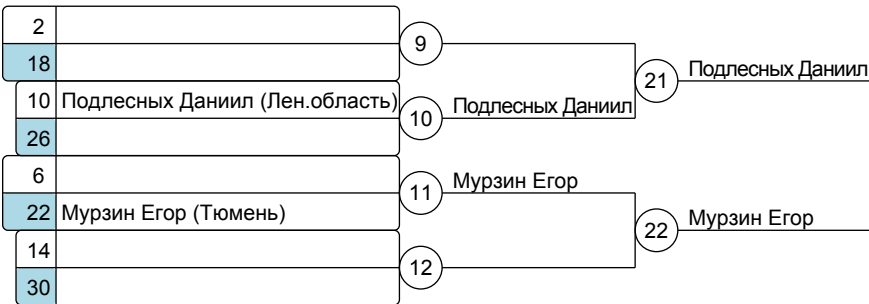 2
9
18
21 Подлесных Даниил
10 Подлесных Даниил (Лен.область)
10 Подлесных Даниил
26
6
11 Мурзин Егор
22 Мурзин Егор (Тюмень)
22 Мурзин Егор
14
12
30